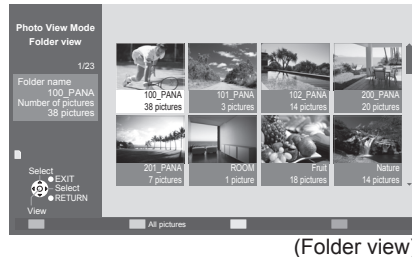 Photo View Mode
Folder view
1/23
Folder name
100_PANA
Number of pictures
38 pictures
Select
EXIT
Select
RETURN
View
100_PANA
38 pictures
101_PANA
3 pictures
102_PANA
14 pictures
200_PANA
20 pictures
201_PANA
7 pictures
ROOM
1 picture
Fruit
18 pictures
Nature
14 pictures
All pictures
(Folder view)